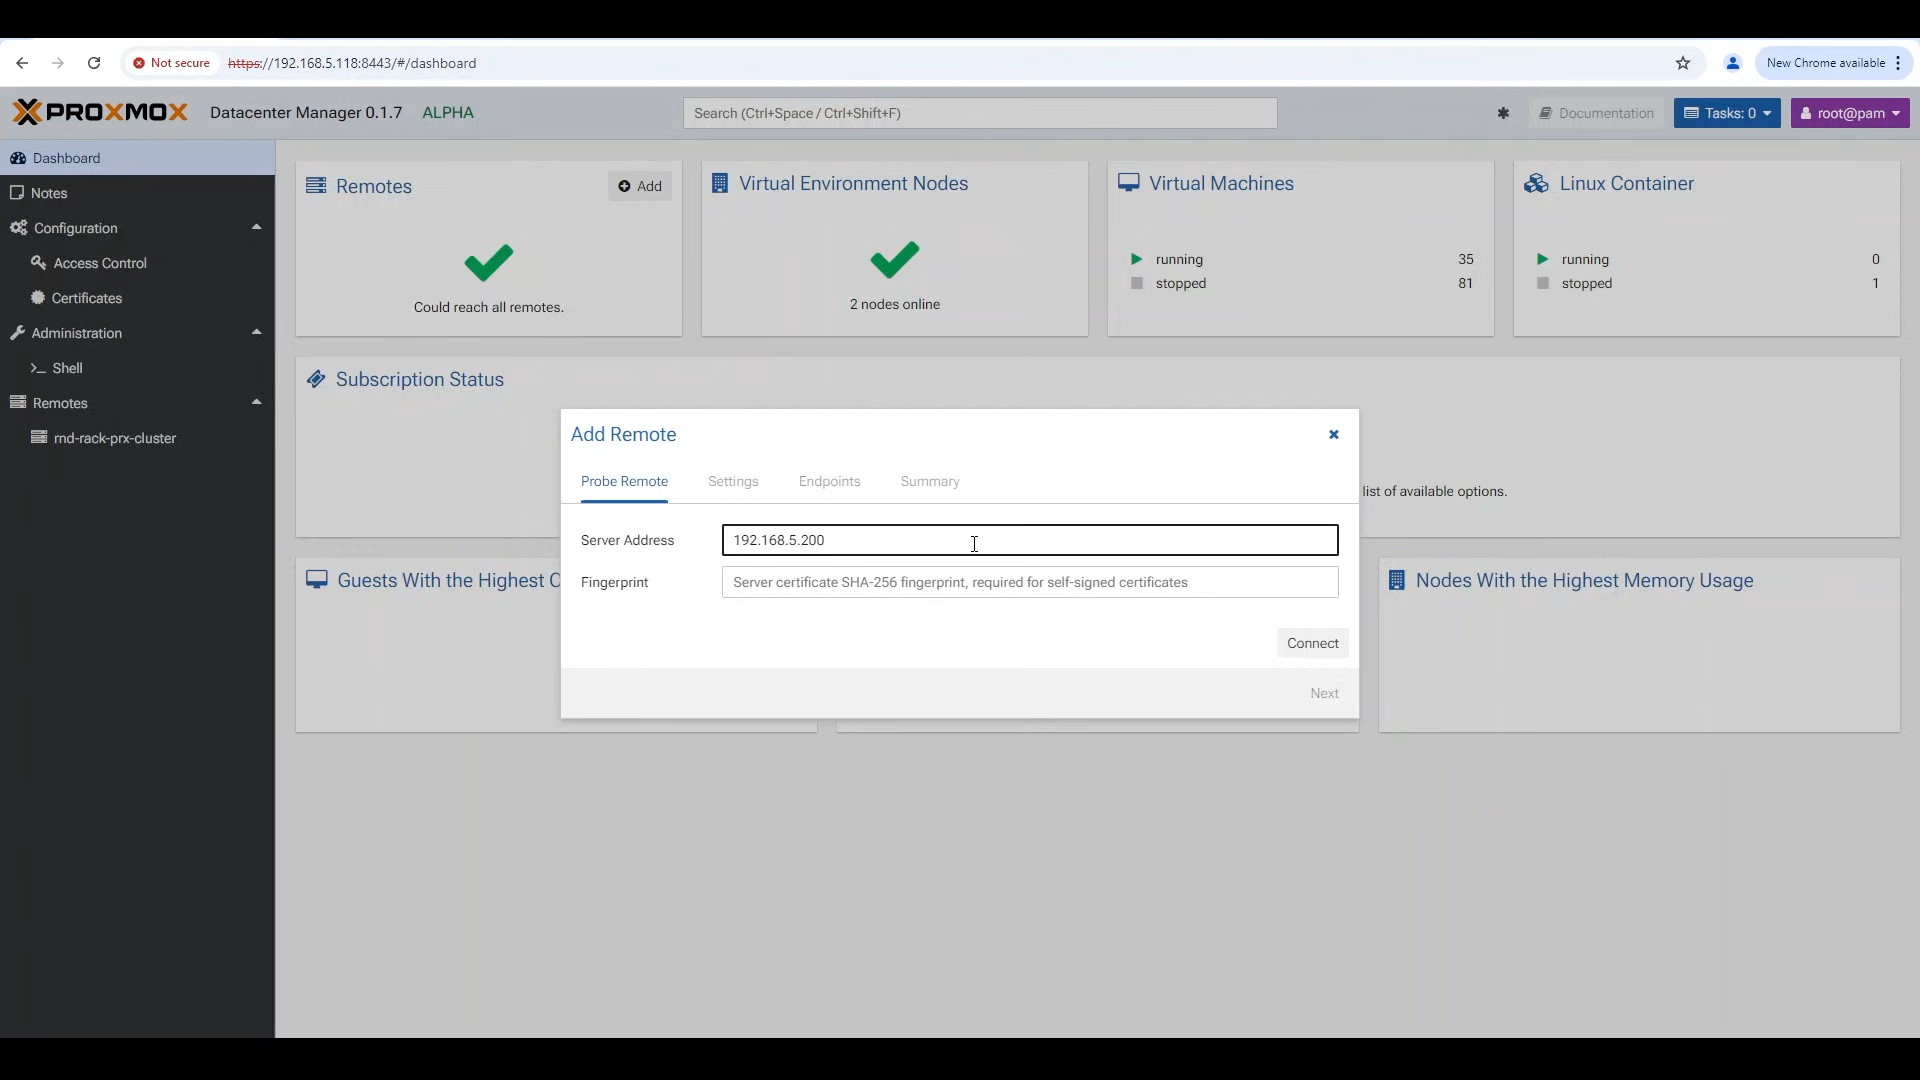 Not secure https://192.168.5.118:8443/#/dashboard New Chrome available
PROXMOX Datacenter Manager 0.1.7 ALPHA Search (Ctrl+Space / Ctrl+Shift+F) Documentation Tasks: 0 root@pam
Dashboard
Notes
Configuration
Access Control
Certificates
Administration
Shell
Remotes
rnd-rack-prx-cluster
Remotes Add
Could reach all remotes.
Virtual Environment Nodes
2 nodes online
Virtual Machines
running 35
stopped 81
Linux Container
running 0
stopped 1
Subscription Status
list of available options.
Add Remote
Probe Remote Settings Endpoints Summary
Server Address 192.168.5.200
Fingerprint Server certificate SHA-256 fingerprint, required for self-signed certificates
Connect
Next
Guests With the Highest C
Nodes With the Highest Memory Usage